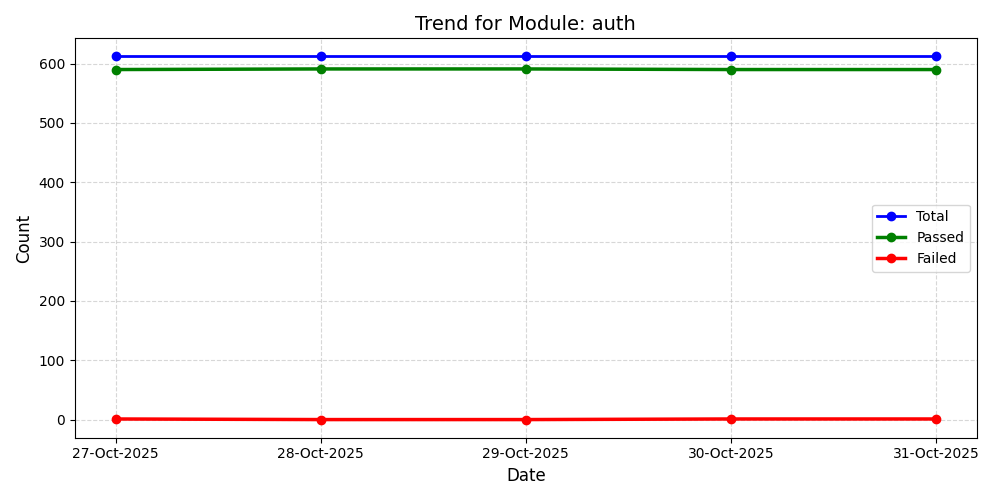 Trend for Module: auth
600
500
400
300
200
100
0
Count
Total
Passed
Failed
27-Oct-2025
28-Oct-2025
29-Oct-2025
30-Oct-2025
31-Oct-2025
Date